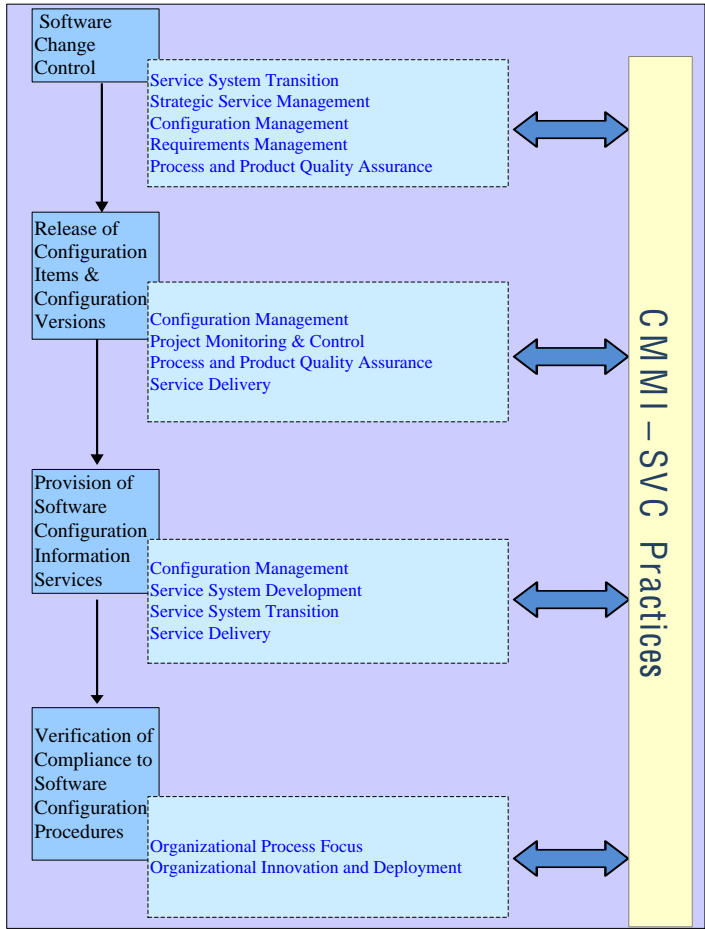 Software
Change
Control
Service System Transition
Strategic Service Management
Configuration Management
Requirements Management
Process and Product Quality Assurance
Release of
Configuration
Items &
Configuration
Versions
Configuration Management
Project Monitoring & Control
Process and Product Quality Assurance
Service Delivery
Provision of
Software
Configuration
Information
Services
Configuration Management
Service System Development
Service System Transition
Service Delivery
Verification of
Compliance to
Software
Configuration
Procedures
Organizational Process Focus
Organizational Innovation and Deployment
CMMI – SVC Practices